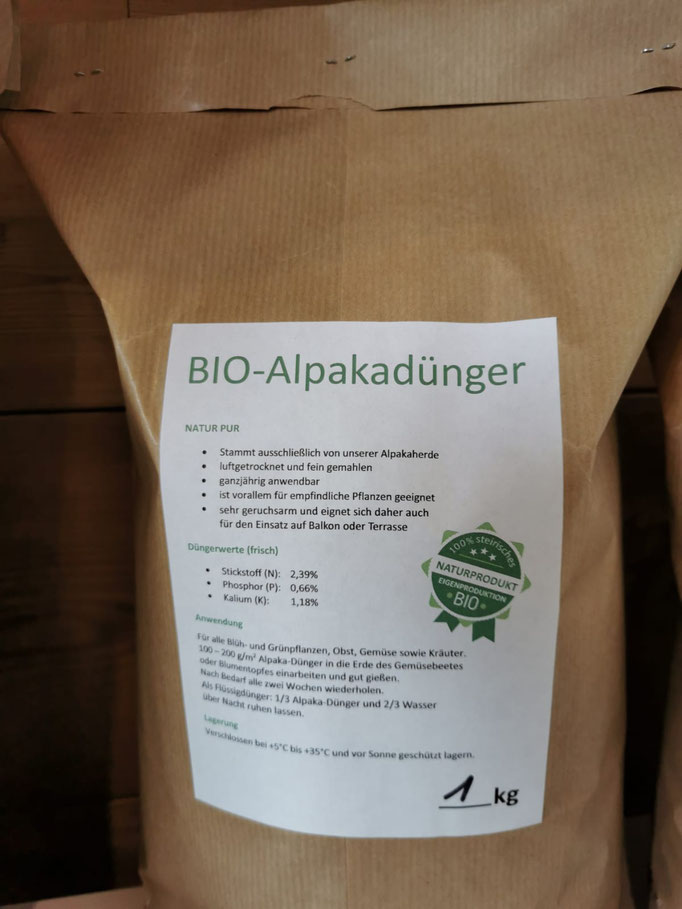 BIO-Alpakadünger
NATUR PUR
• Stammt ausschließlich von unserer Alpakaherde
• luftgetrocknet und fein gemahlen
• ganzjährig anwendbar
• ist vorallem für empfindliche Pflanzen geeignet
• sehr geruchsarm und eignet sich daher auch
für den Einsatz auf Balkon oder Terrasse
Düngerwerte (frisch)
• Stickstoff (N): 2,39%
• Phosphor (P): 0,66%
• Kalium (K): 1,18%
100% steirisches
NATURPRODUKT
EIGENPRODUKTION
BIO
Anwendung
Für alle Blüh- und Grünpflanzen, Obst, Gemüse sowie Kräuter.
100 – 200 g/m² Alpaka-Dünger in die Erde des Gemüsebeetes
oder Blumentopfes einarbeiten und gut gießen.
Nach Bedarf alle zwei Wochen wiederholen.
Als Flüssigdünger: 1/3 Alpaka-Dünger und 2/3 Wasser
über Nacht ruhen lassen.
Lagerung
Verschlossen bei +5°C bis +35°C und vor Sonne geschützt lagern.
1 kg